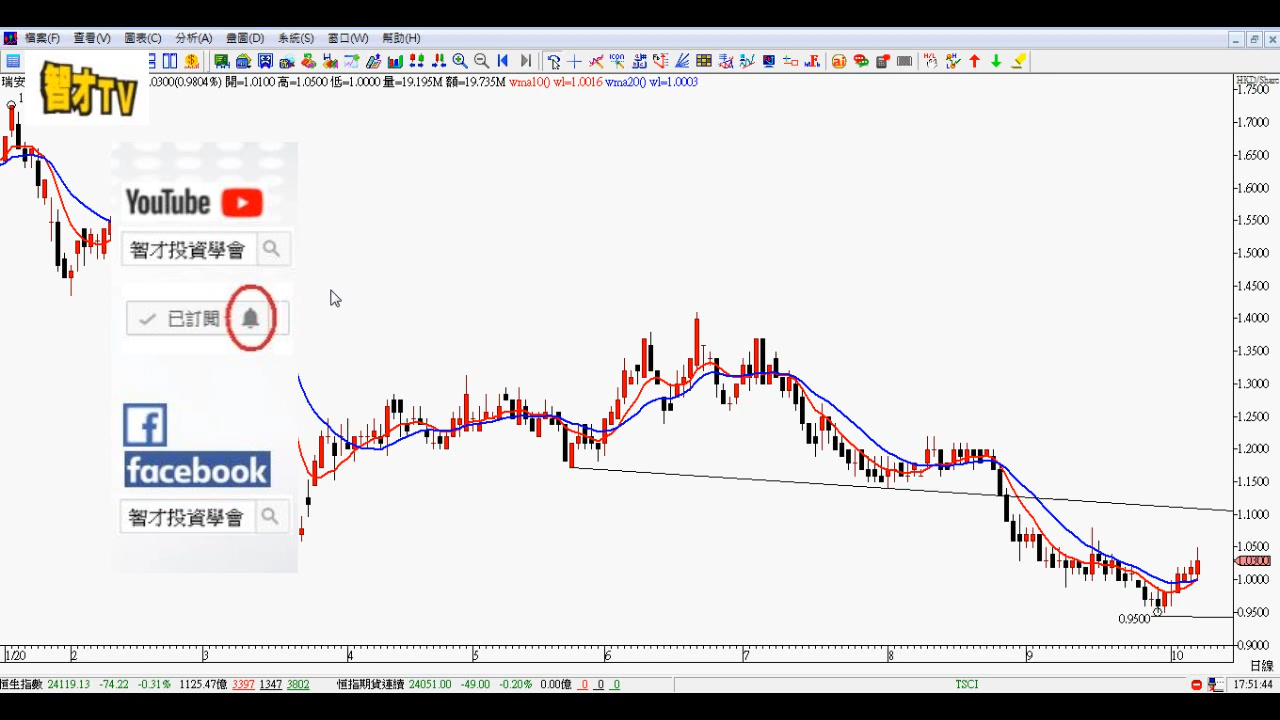 檔案(F) 查看(V) 圖表(C) 分析(A) 畫圖(D) 系統(S) 窗口(W) 幫助(H)
瑞安 .0300(0.9804%) 開=1.0100 高=1.0500 低=1.0000 量=19.195M 額=19.735M wma10() wl=1.0016 wma20() wl=1.0003
智才TV
HKD/Share
1.7500
1
1.7000
1.6500
1.6000
YouTube
1.5500
智才投資學會
1.5000
1.4500
已訂閱
1.4000
1.3500
1.3000
facebook
1.2500
1.2000
1.1500
智才投資學會
1.1000
1.0500
1.0300
1.0000
0.9500
0.9500
0.9000
1/20 2 3 4 5 6 7 8 9 10
日線
恒生指數 24119.13 -74.22 -0.31% 1125.47億 3397 1347 3802 恒指期貨連續 24051.00 -49.00 -0.20% 0.00億 0 0 0 TSCI 17:51:44